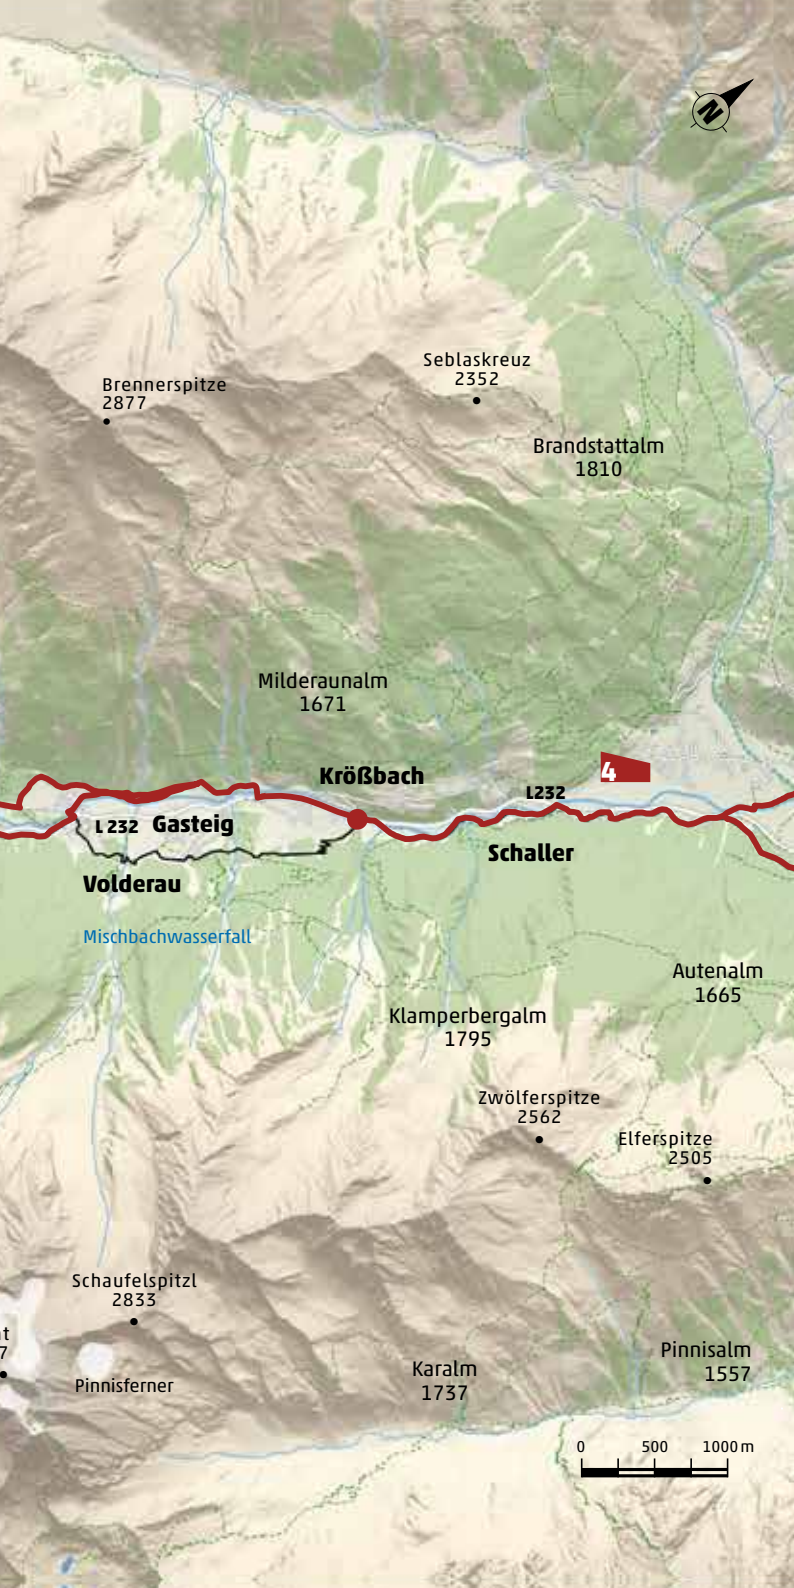 N
Seblaskreuz
2352
Brennerspitze
2877
Brandstattalm
1810
Milderaunalm
1671
4
Krößbach
L232
L 232 Gasteig
Schaller
Volderau
Mischbachwasserfall
Autenalm
1665
Klamperbergalm
1795
Zwölferspitze
2562
Elferspitze
2505
Schaufelspitzl
2833
7
Pinnisalm
1557
Karalm
1737
Pinnisferner
0 500 1000 m